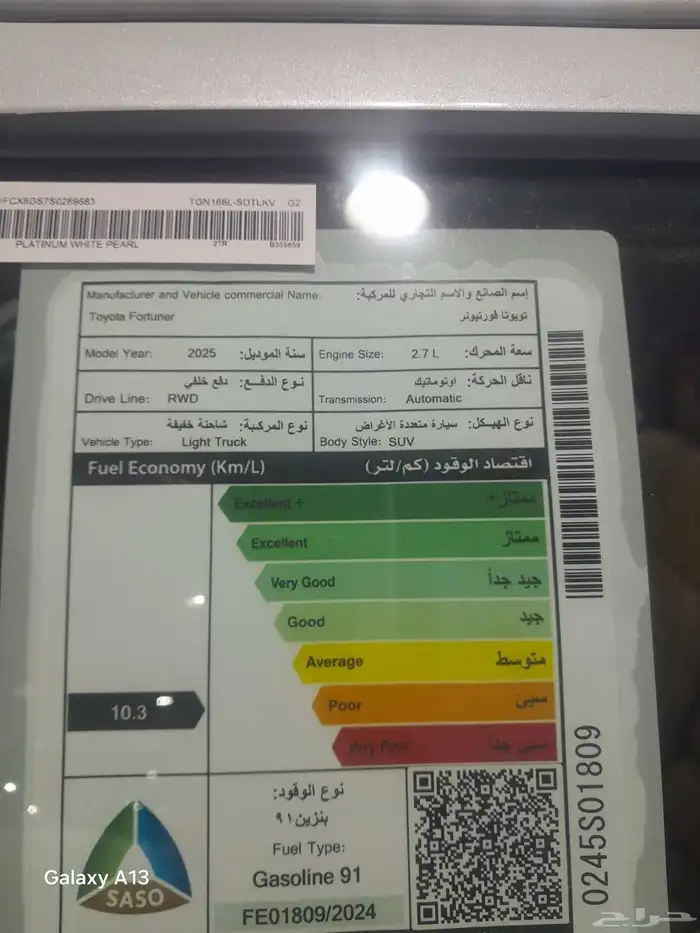 FCX8GS7S0269683 TGN166L-SDTLKV G2
PLATINUM WHITE PEARL 2TR B359859
Manufacturer and Vehicle commercial Name: إسم الصانع والاسم التجاري للمركبة:
Toyota Fortuner تويوتا فورتيونر
Model Year: 2025 سنة الموديل:
Engine Size: 2.7 L سعة المحرك:
نوع الدفع: دفع خلفي
Drive Line: RWD
ناقل الحركة: اوتوماتيك
Transmission: Automatic
نوع المركبة: شاحنة خفيفة
Vehicle Type: Light Truck
نوع الهيكل: سيارة متعددة الأغراض
Body Style: SUV
Fuel Economy (Km/L) اقتصاد الوقود (كم/لتر)
Excellent + ممتاز+
Excellent ممتاز
Very Good جيد جداً
Good جيد
Average متوسط
Poor سيئ
Very Poor سيئ جداً
10.3
نوع الوقود:
بنزين ٩١
Fuel Type:
Gasoline 91
FE01809/2024
SASO
0245S01809
Galaxy A13
حراج